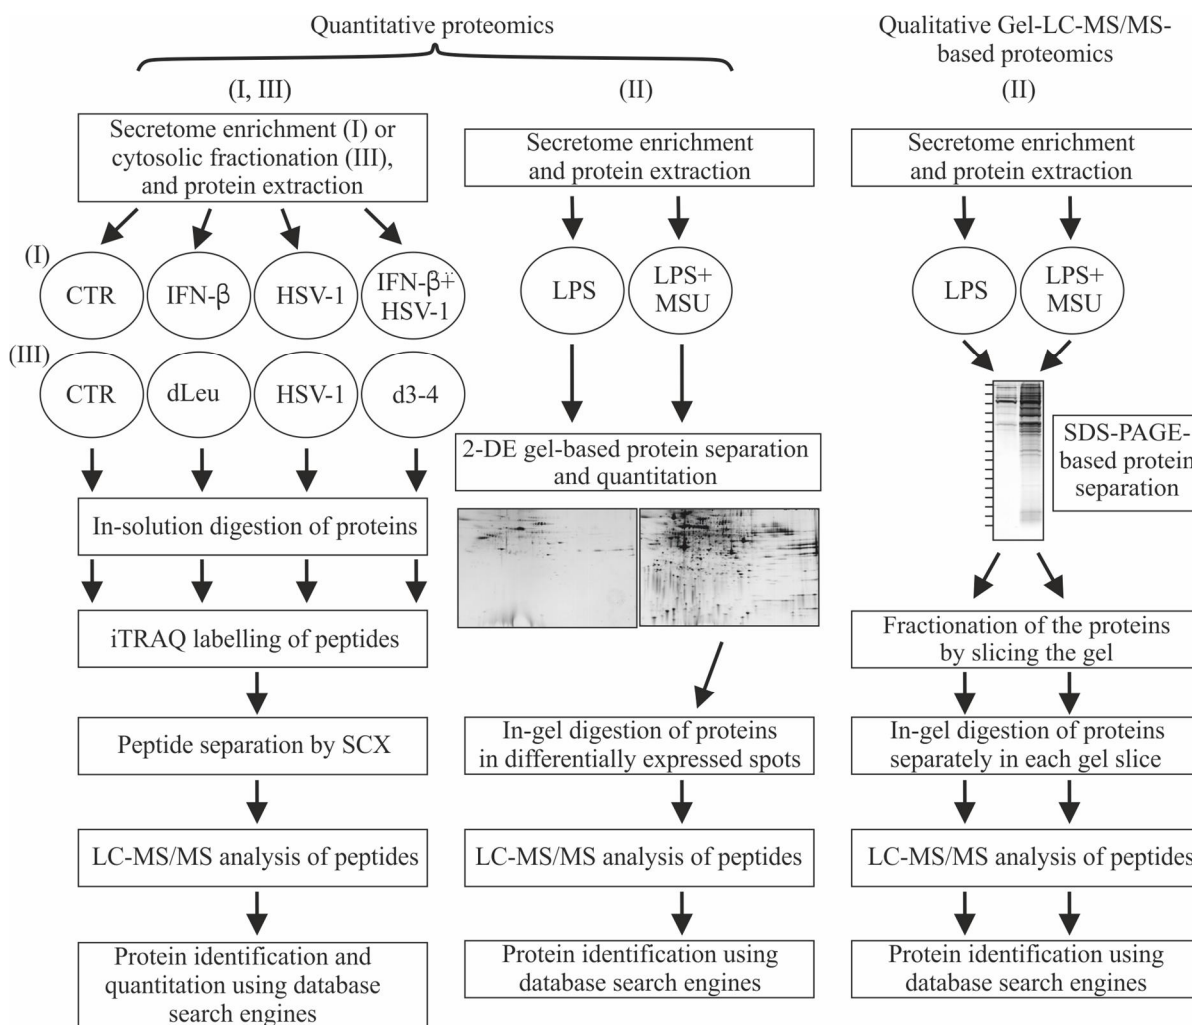 Quantitative proteomics
(I, III)
Secretome enrichment (I) or
cytosolic fractionation (III),
and protein extraction
(I)
CTR
IFN-β
HSV-1
IFN-β+
HSV-1
(III)
CTR
dLeu
HSV-1
d3-4
In-solution digestion of proteins
iTRAQ labelling of peptides
Peptide separation by SCX
LC-MS/MS analysis of peptides
Protein identification and
quantitation using database
search engines
(II)
Secretome enrichment
and protein extraction
LPS
LPS+
MSU
2-DE gel-based protein separation
and quantitation
In-gel digestion of proteins
in differentially expressed spots
LC-MS/MS analysis of peptides
Protein identification using
database search engines
Qualitative Gel-LC-MS/MS-
based proteomics
(II)
Secretome enrichment
and protein extraction
LPS
LPS+
MSU
SDS-PAGE-
based protein
separation
Fractionation of the proteins
by slicing the gel
In-gel digestion of proteins
separately in each gel slice
LC-MS/MS analysis of peptides
Protein identification using
database search engines